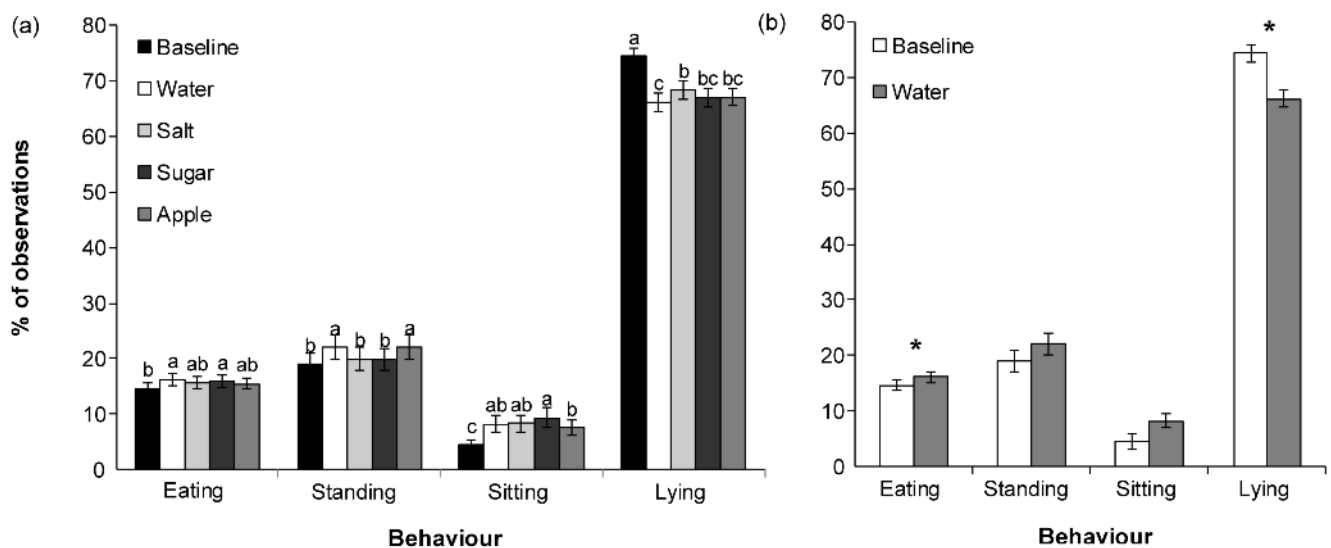 (a)
Baseline
Water
Salt
Sugar
Apple
% of observations
80
70
60
50
40
30
20
10
0
b a ab a ab
b a b b a
c ab ab a b
a c b bc bc
Eating Standing Sitting Lying
Behaviour
(b)
Baseline
Water
80
70
60
50
40
30
20
10
0
* *
Eating Standing Sitting Lying
Behaviour